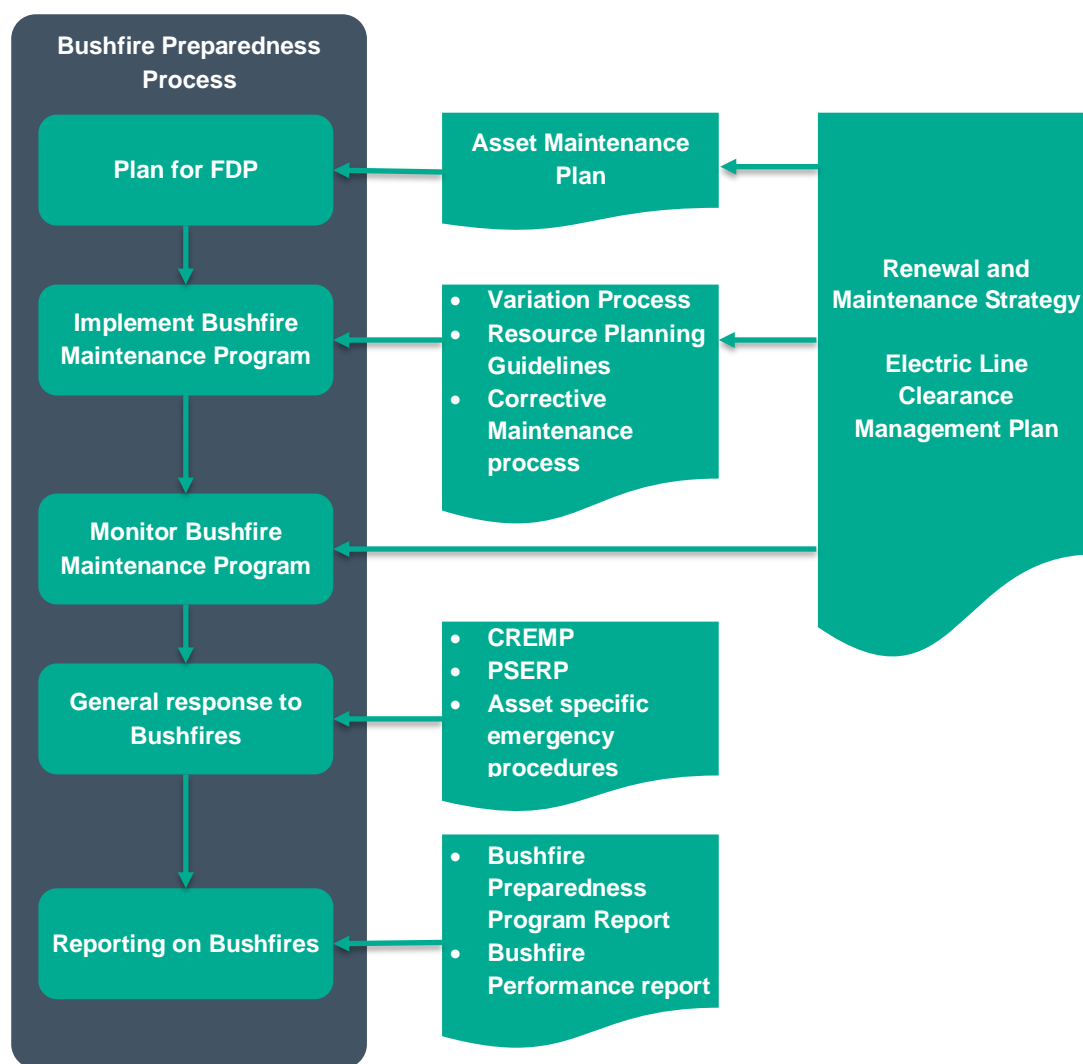 Bushfire Preparedness
Process
Plan for FDP
Asset Maintenance
Plan
Renewal and
Maintenance Strategy
Electric Line
Clearance
Management Plan
Implement Bushfire
Maintenance Program
• Variation Process
• Resource Planning
Guidelines
• Corrective
Maintenance
process
Monitor Bushfire
Maintenance Program
General response to
Bushfires
• CREMP
• PSERP
• Asset specific
emergency
procedures
Reporting on Bushfires
• Bushfire
Preparedness
Program Report
• Bushfire
Performance report